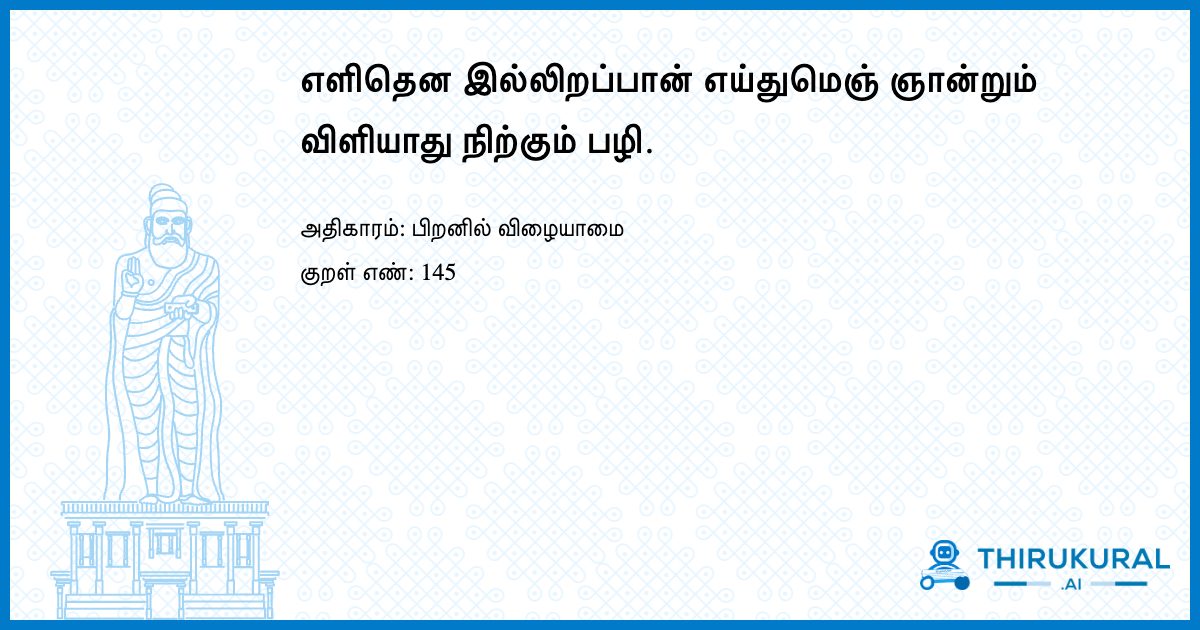 எளிதென இல்லிறப்பான் எய்துமெஞ் ஞான்றும்
விளியாது நிற்கும் பழி.
அதிகாரம்: பிறனில் விழையாமை
குறள் எண்: 145
THIRUKURAL
.AI